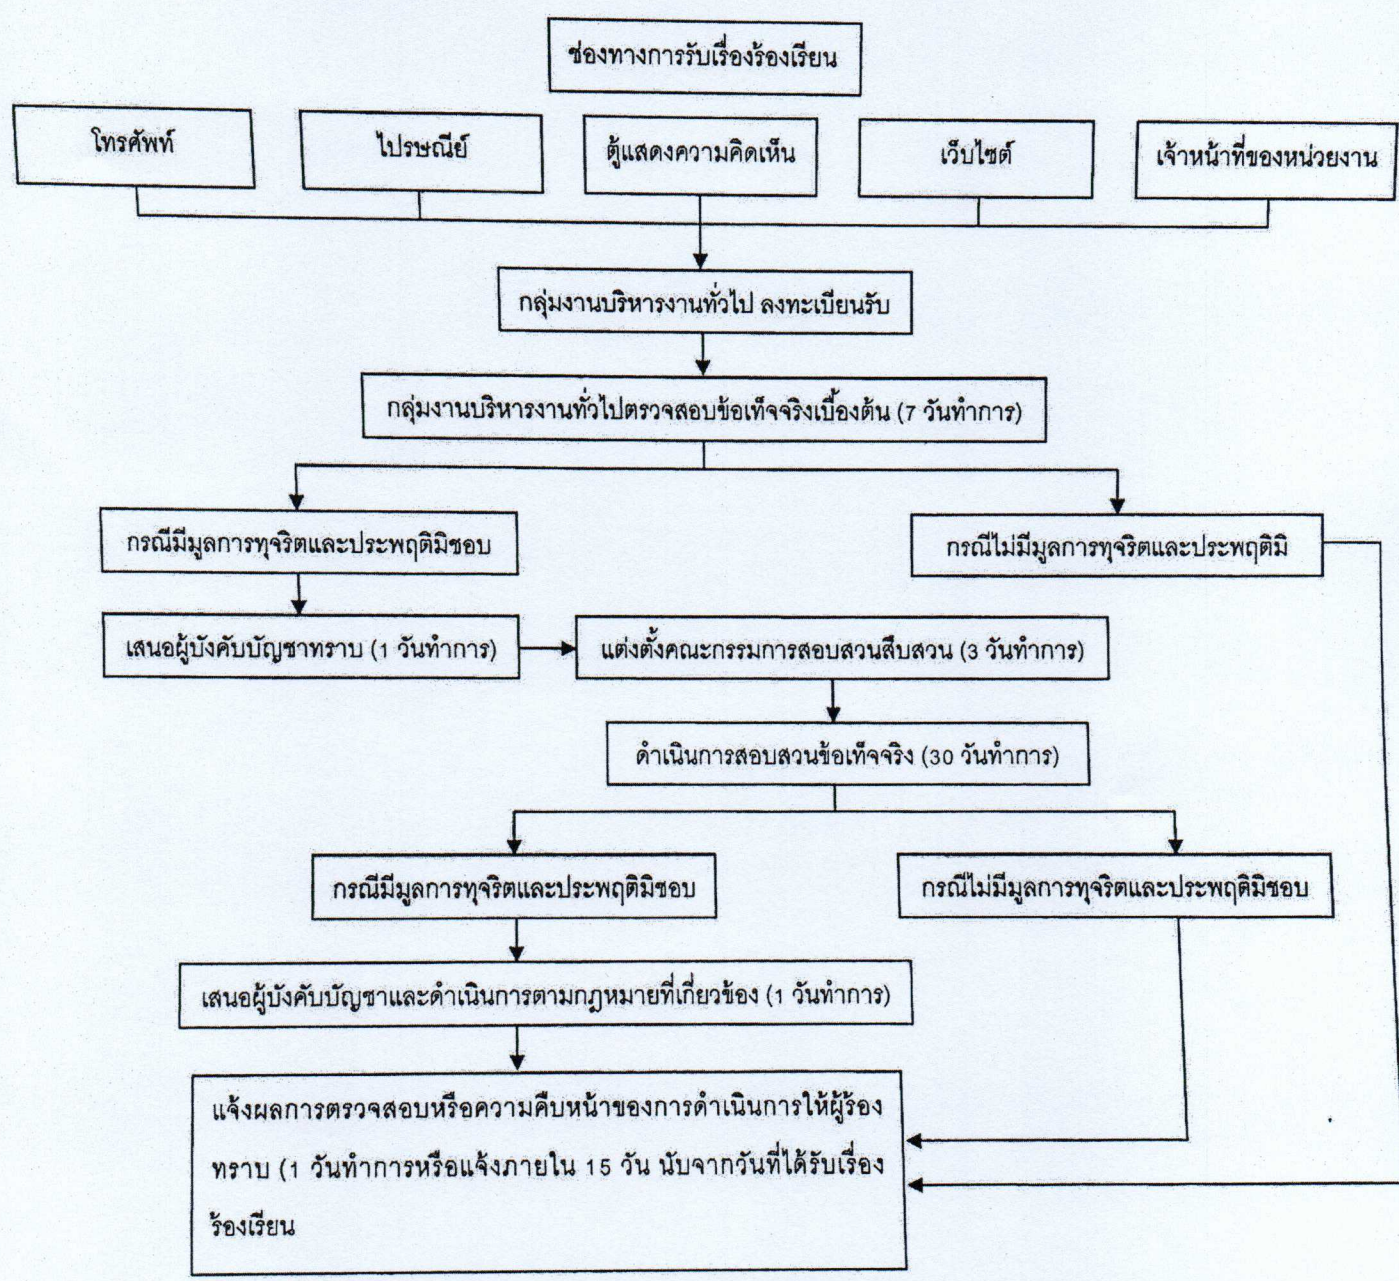 ช่องทางการรับเรื่องร้องเรียน
โทรศัพท์
ไปรษณีย์
ตู้แสดงความคิดเห็น
เว็บไซต์
เจ้าหน้าที่ของหน่วยงาน
กลุ่มงานบริหารงานทั่วไป ลงทะเบียนรับ
กลุ่มงานบริหารงานทั่วไปตรวจสอบข้อเท็จจริงเบื้องต้น (7 วันทำการ)
กรณีมีมูลการทุจริตและประพฤติมิชอบ
กรณีไม่มีมูลการทุจริตและประพฤติมิ
เสนอผู้บังคับบัญชาทราบ (1 วันทำการ)
แต่งตั้งคณะกรรมการสอบสวนสืบสวน (3 วันทำการ)
ดำเนินการสอบสวนข้อเท็จจริง (30 วันทำการ)
กรณีมีมูลการทุจริตและประพฤติมิชอบ
กรณีไม่มีมูลการทุจริตและประพฤติมิชอบ
เสนอผู้บังคับบัญชาและดำเนินการตามกฎหมายที่เกี่ยวข้อง (1 วันทำการ)
แจ้งผลการตรวจสอบหรือความคืบหน้าของการดำเนินการให้ผู้ร้อง
ทราบ (1 วันทำการหรือแจ้งภายใน 15 วัน นับจากวันที่ได้รับเรื่อง
ร้องเรียน